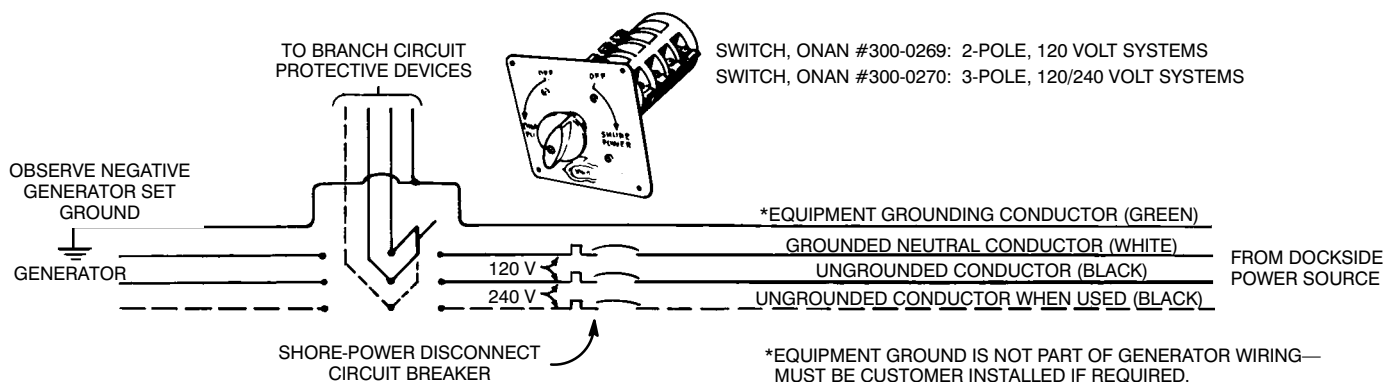 TO BRANCH CIRCUIT
PROTECTIVE DEVICES
SWITCH, ONAN #300-0269: 2-POLE, 120 VOLT SYSTEMS
SWITCH, ONAN #300-0270: 3-POLE, 120/240 VOLT SYSTEMS
OFF
OFF
SHORE
POWER
OBSERVE NEGATIVE
GENERATOR SET
GROUND
GENERATOR
*EQUIPMENT GROUNDING CONDUCTOR (GREEN)
GROUNDED NEUTRAL CONDUCTOR (WHITE)
120 V
UNGROUNDED CONDUCTOR (BLACK)
240 V
UNGROUNDED CONDUCTOR WHEN USED (BLACK)
FROM DOCKSIDE
POWER SOURCE
SHORE-POWER DISCONNECT
CIRCUIT BREAKER
*EQUIPMENT GROUND IS NOT PART OF GENERATOR WIRING—
MUST BE CUSTOMER INSTALLED IF REQUIRED.